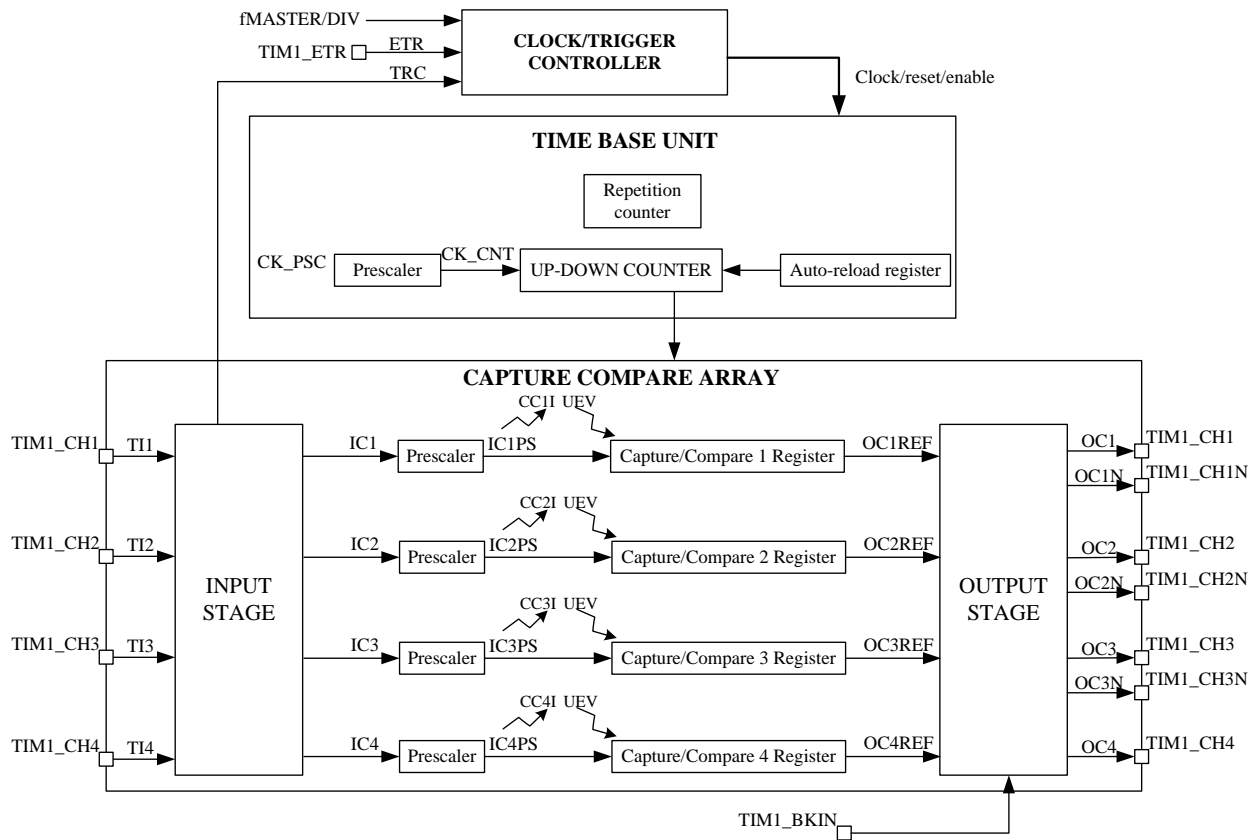 fMASTER/DIV
TIM1_ETR
ETR
TRC
CLOCK/TRIGGER
CONTROLLER
Clock/reset/enable
TIME BASE UNIT
Repetition
counter
CK_PSC
Prescaler
CK_CNT
UP-DOWN COUNTER
Auto-reload register
CAPTURE COMPARE ARRAY
TIM1_CH1
TI1
IC1
Prescaler
CC1I
UEV
IC1PS
Capture/Compare 1 Register
OC1REF
OC1
TIM1_CH1
OC1N
TIM1_CH1N
TIM1_CH2
TI2
IC2
Prescaler
CC2I
UEV
IC2PS
Capture/Compare 2 Register
OC2REF
OC2
TIM1_CH2
OC2N
TIM1_CH2N
INPUT
STAGE
OUTPUT
STAGE
TIM1_CH3
TI3
IC3
Prescaler
CC3I
UEV
IC3PS
Capture/Compare 3 Register
OC3REF
OC3
TIM1_CH3
OC3N
TIM1_CH3N
TIM1_CH4
TI4
IC4
Prescaler
CC4I
UEV
IC4PS
Capture/Compare 4 Register
OC4REF
OC4
TIM1_CH4
TIM1_BKIN